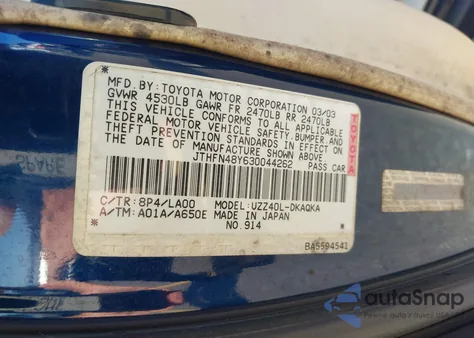 MFD. BY: TOYOTA MOTOR CORPORATION 03/03
GVWR 4530LB GAWR FR 2470LB RR 2470LB
THIS VEHICLE CONFORMS TO ALL APPLICABLE
FEDERAL MOTOR VEHICLE SAFETY, BUMPER, AND
THEFT PREVENTION STANDARDS IN EFFECT ON
THE DATE OF MANUFACTURE SHOWN ABOVE.
JTHFN48Y630044262 PASS CAR
C/TR: 8P4/LA00 MODEL: UZZ40L-DKAQKA
A/TM: A01A/A650E MADE IN JAPAN
NO. 914
BA5594541
TOYOTA
TOYOTA
autoSnap